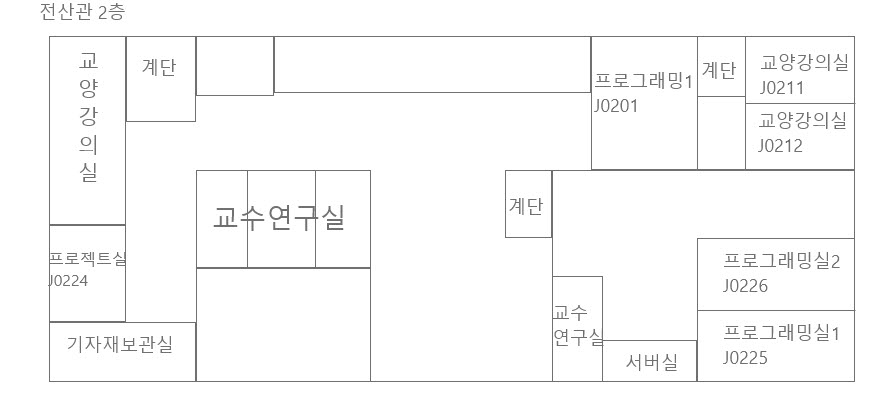 전산관 2층
교
양
강
의
실
계단
프로그래밍1
J0201
계단
교양강의실
J0211
교양강의실
J0212
교수연구실
계단
프로젝트실
J0224
프로그래밍실2
J0226
교수
연구실
기자재보관실
서버실
프로그래밍실1
J0225